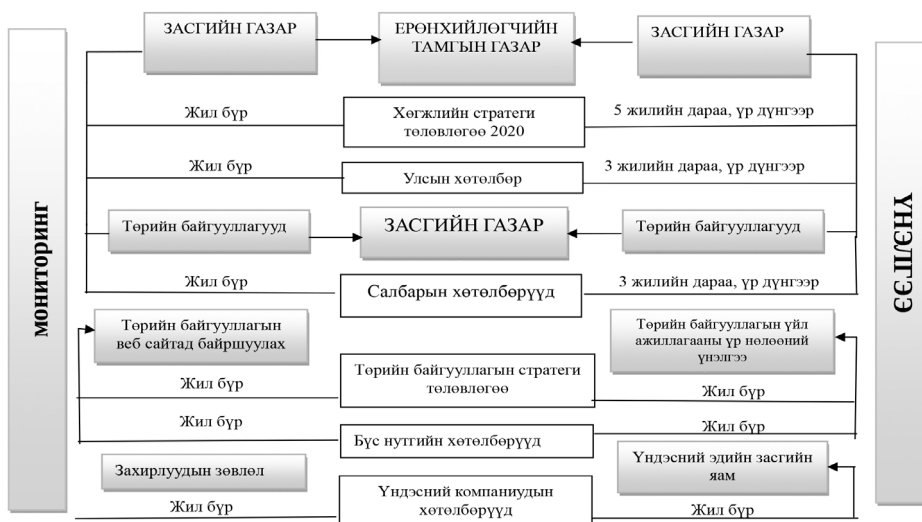 ЗАСГИЙН ГАЗАР
ЕРӨНХИЙЛӨГЧИЙН
ТАМГЫН ГАЗАР
ЗАСГИЙН ГАЗАР
МОНИТОРИНГ
ҮНЭЛГЭЭ
Жил бүр
Хөгжлийн стратеги
төлөвлөгөө 2020
5 жилийн дараа, үр дүнгээр
Жил бүр
Улсын хөтөлбөр
3 жилийн дараа, үр дүнгээр
Төрийн байгууллагууд
ЗАСГИЙН ГАЗАР
Төрийн байгууллагууд
Жил бүр
Салбарын хөтөлбөрүүд
3 жилийн дараа, үр дүнгээр
Төрийн байгууллагын
веб сайтад байршуулах
Төрийн байгууллагын үйл
ажиллагааны үр нөлөөний
үнэлгээ
Жил бүр
Төрийн байгууллагын стратеги
төлөвлөгөө
Жил бүр
Жил бүр
Бүс нутгийн хөтөлбөрүүд
Жил бүр
Захирлуудын зөвлөл
Үндэсний эдийн засгийн
яам
Жил бүр
Үндэсний компаниудын
хөтөлбөрүүд
Жил бүр